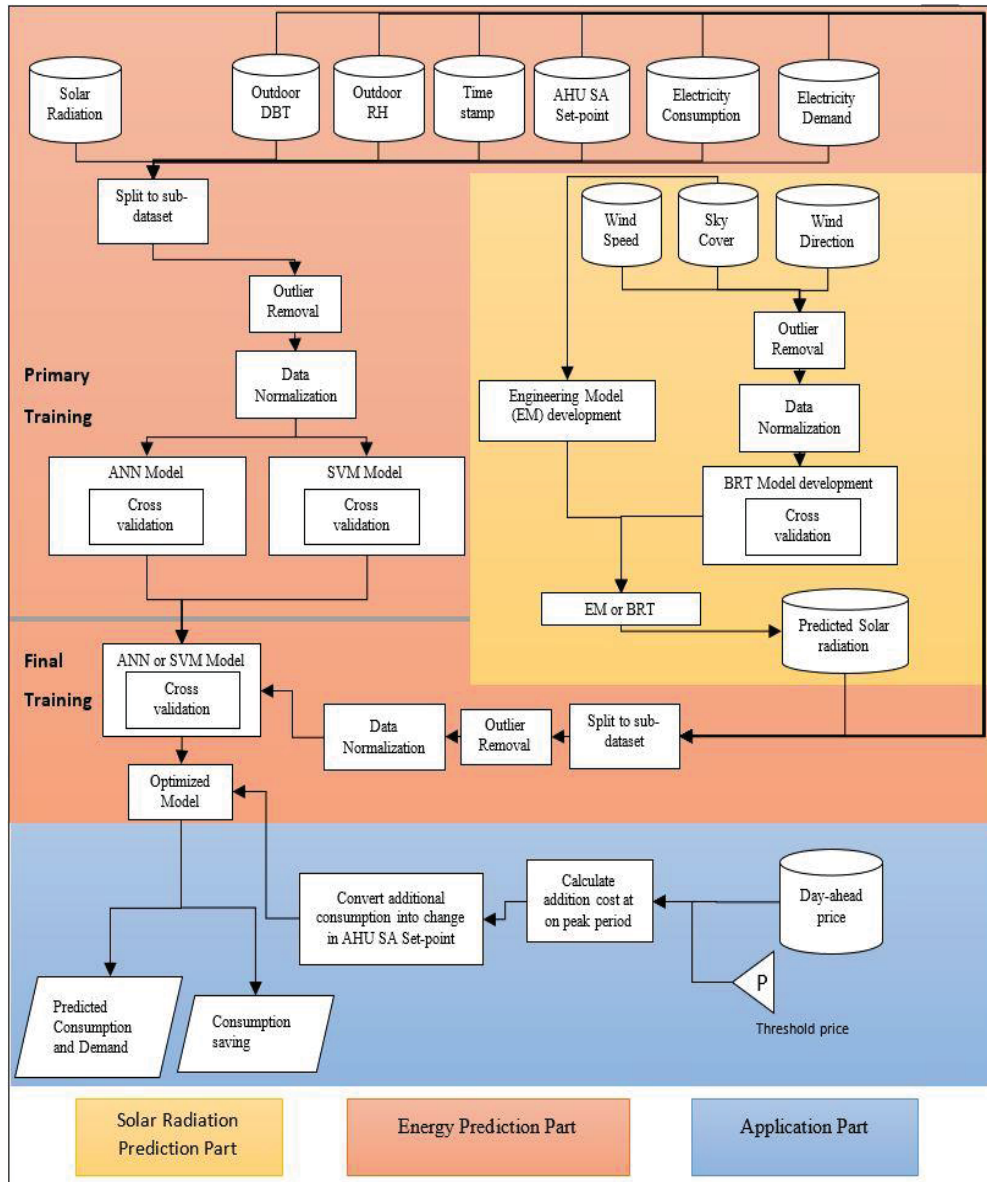 Solar
Radiation
Outdoor
DBT
Outdoor
RH
Time
stamp
AHU SA
Set-point
Electricity
Consumption
Electricity
Demand
Split to sub-
dataset
Outlier
Removal
Data
Normalization
Primary
Training
ANN Model
Cross
validation
SVM Model
Cross
validation
Wind
Speed
Sky
Cover
Wind
Direction
Outlier
Removal
Engineering Model
(EM) development
Data
Normalization
BRT Model development
Cross
validation
EM or BRT
Predicted Solar
radiation
Final
Training
ANN or SVM Model
Cross
validation
Data
Normalization
Outlier
Removal
Split to sub-
dataset
Optimized
Model
Convert additional
consumption into change
in AHU SA Set-point
Calculate
addition cost at
on peak period
Day-ahead
price
P
Threshold price
Predicted
Consumption
and Demand
Consumption
saving
Solar Radiation
Prediction Part
Energy Prediction Part
Application Part